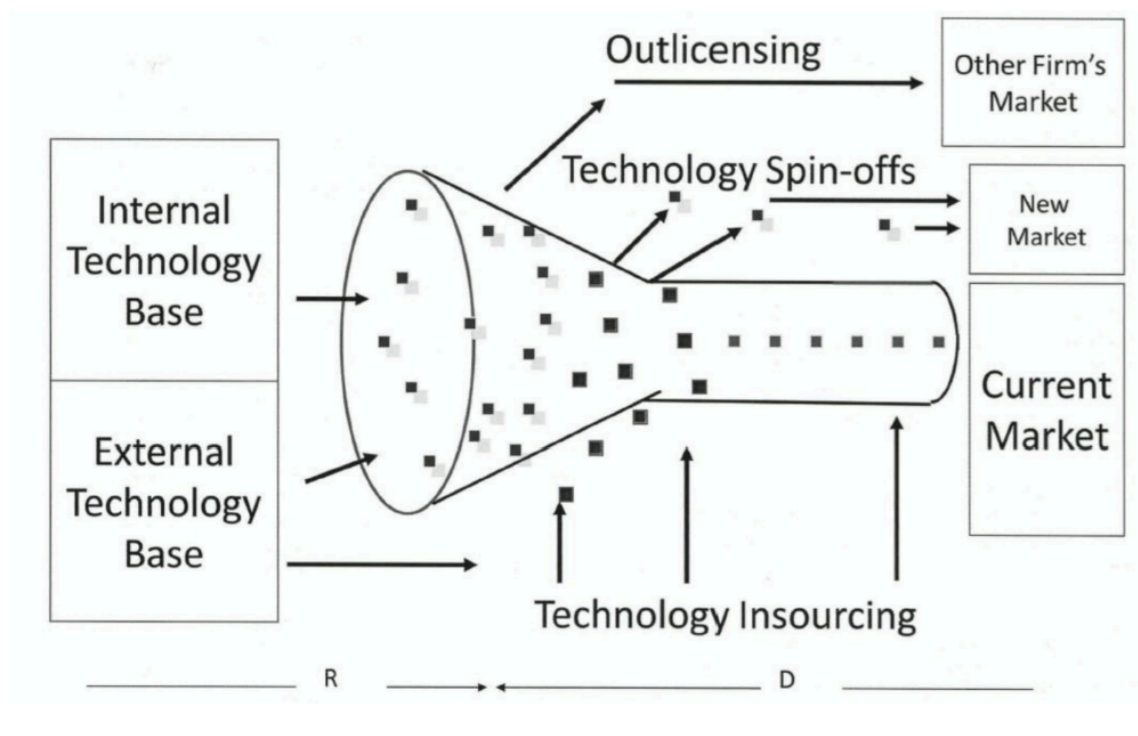 Outlicensing
Other Firm's
Market
Technology Spin-offs
New
Market
Internal
Technology
Base
Current
Market
External
Technology
Base
Technology Insourcing
R
D